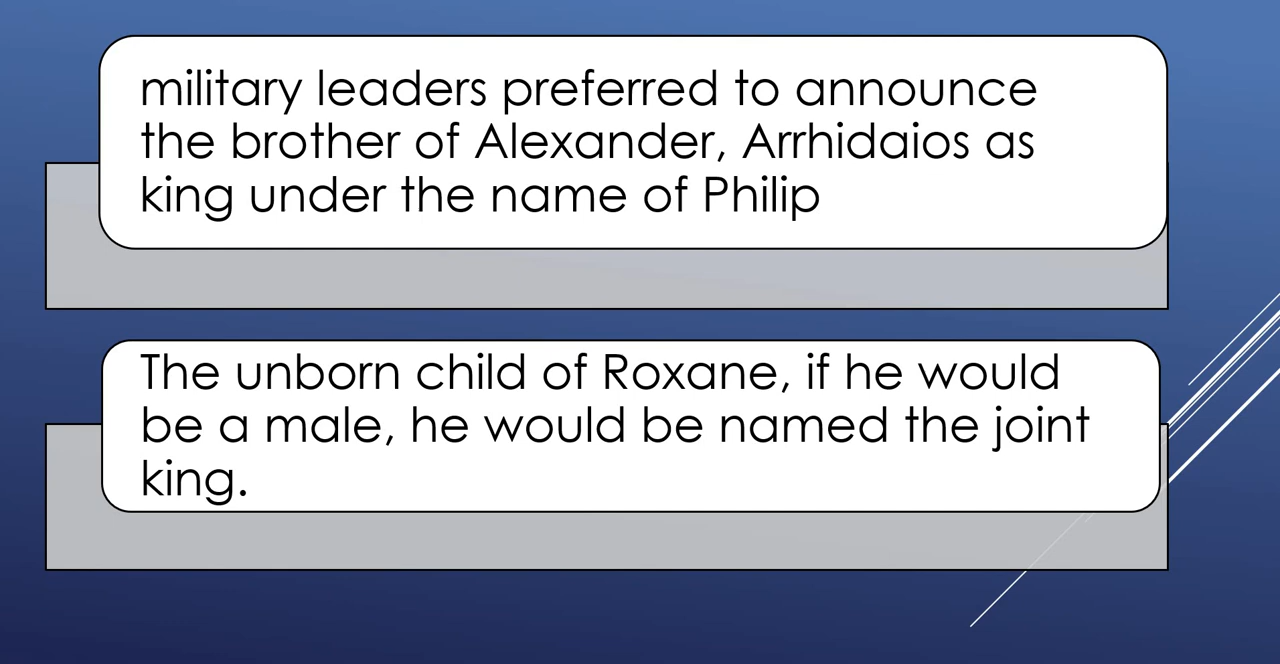 military leaders preferred to announce
the brother of Alexander, Arrhidaios as
king under the name of Philip
The unborn child of Roxane, if he would
be a male, he would be named the joint
king.